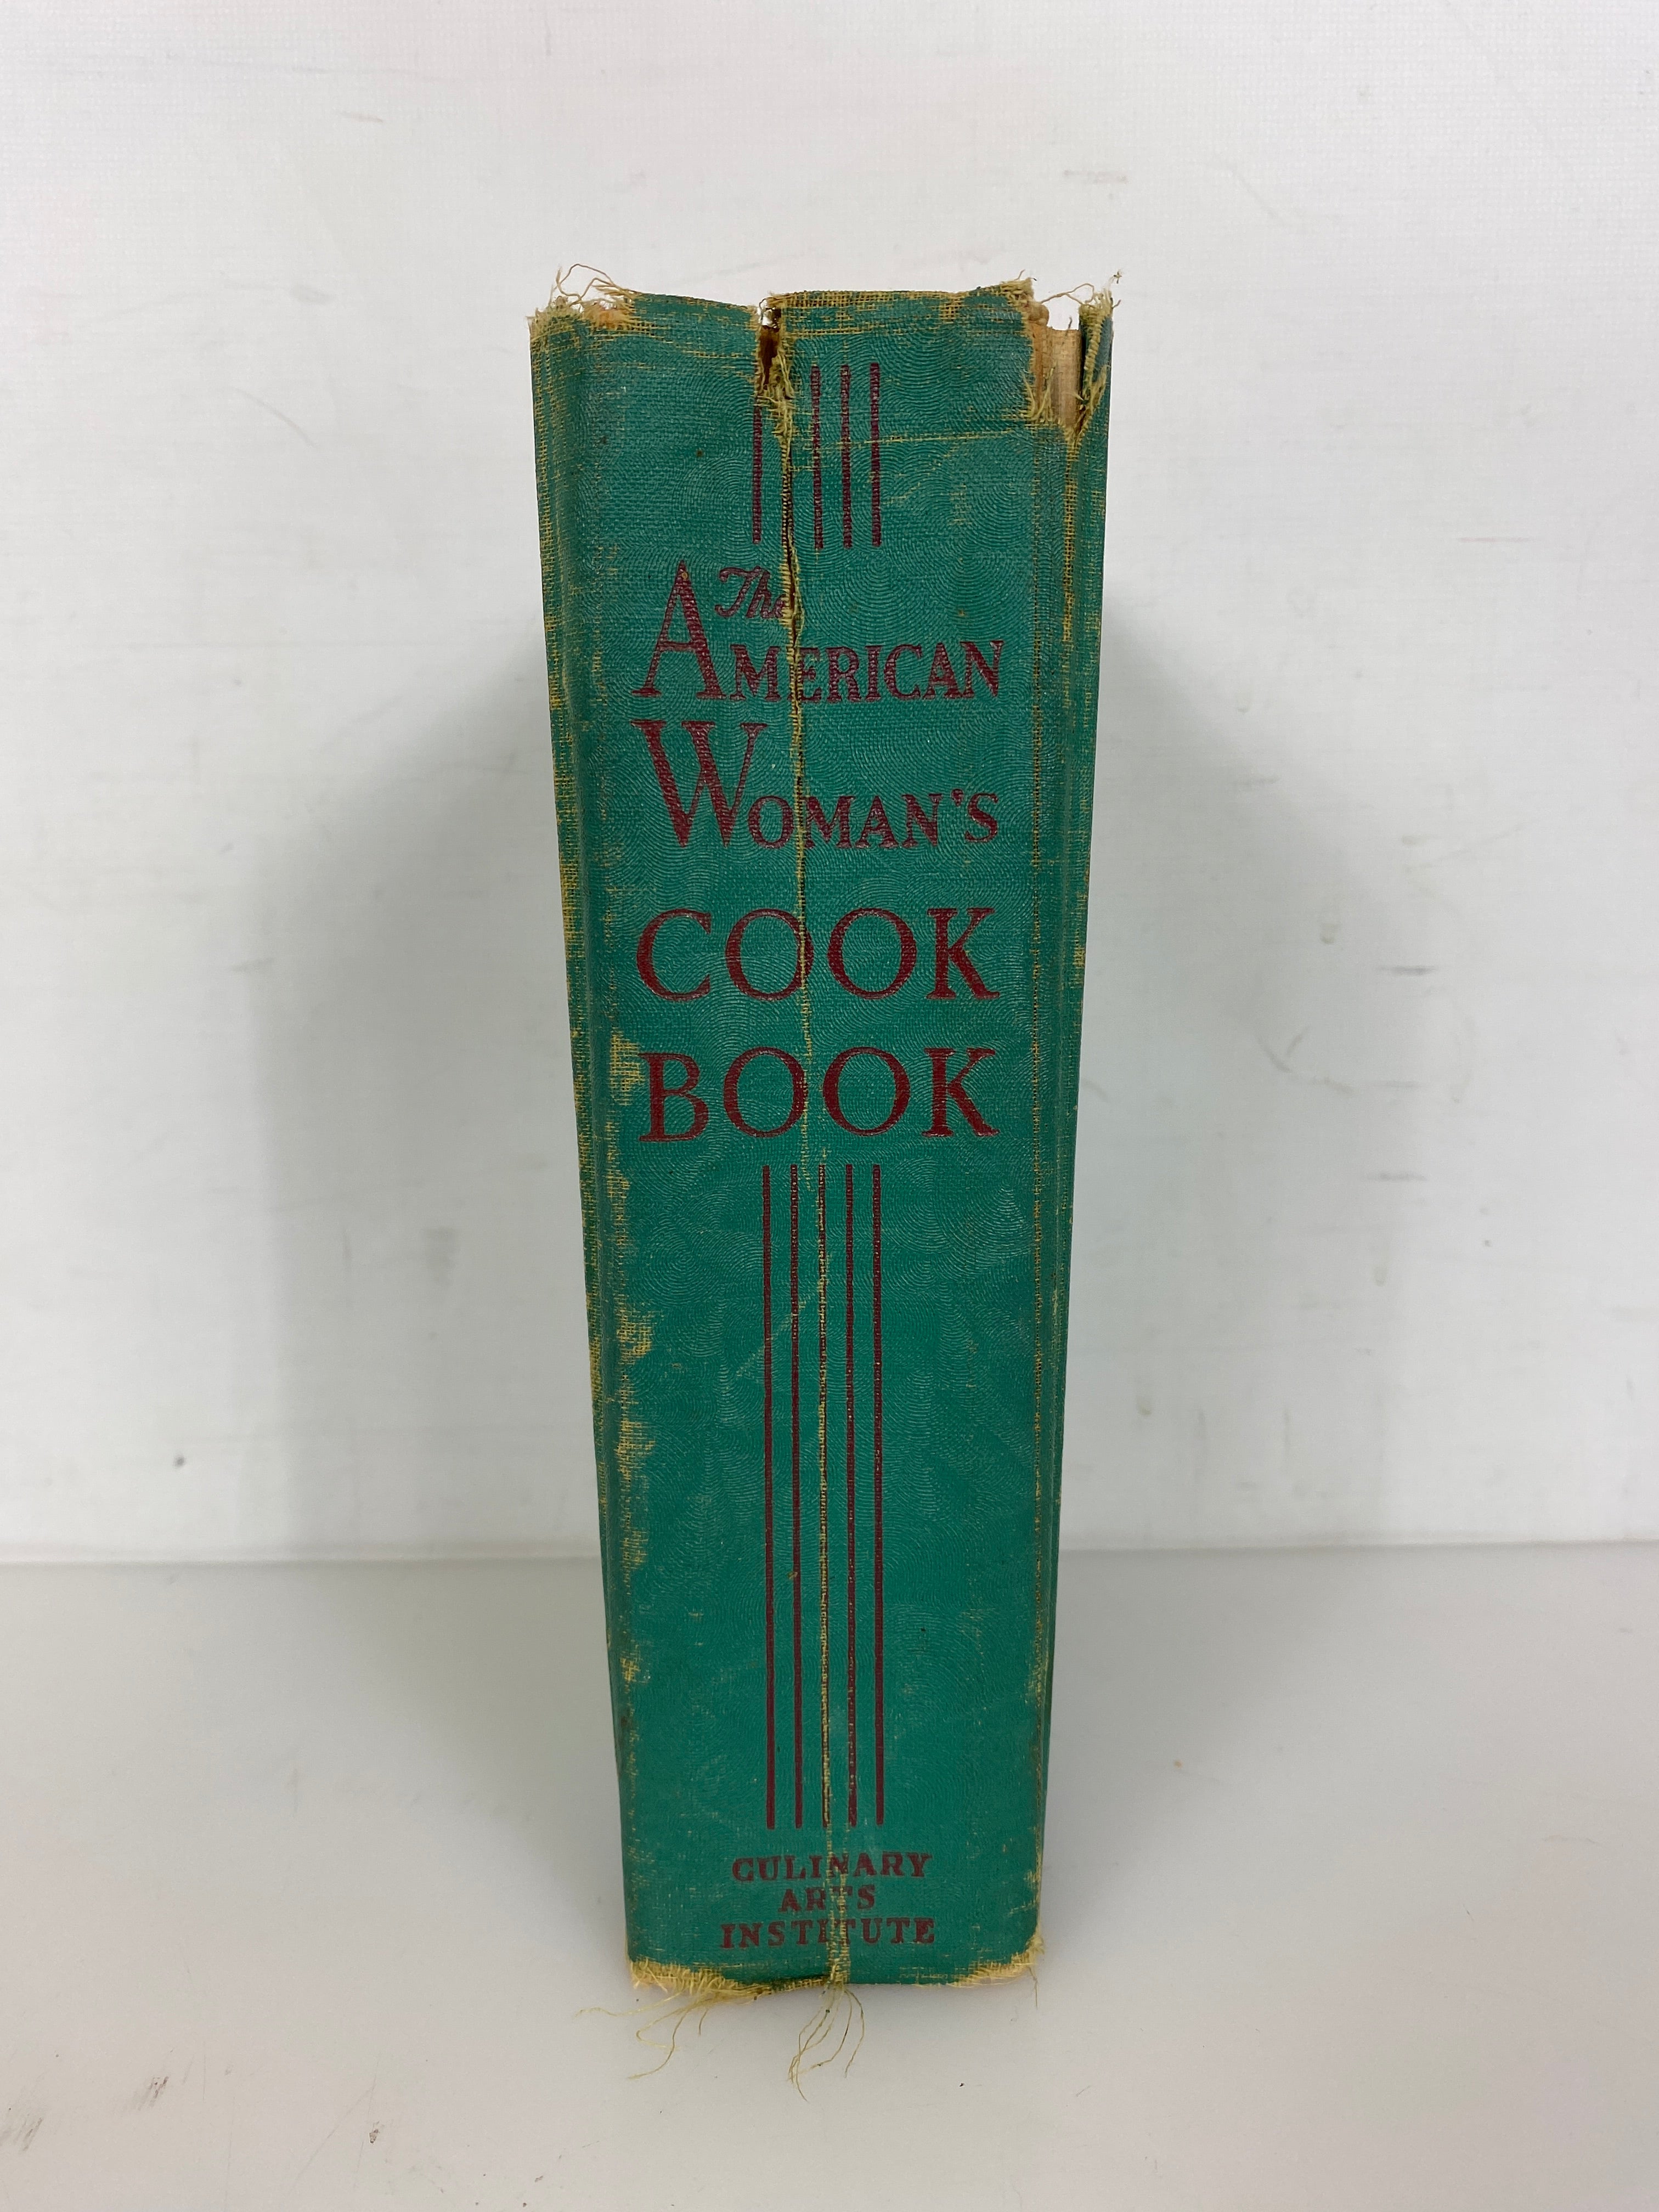 The
AMERICAN
WOMAN'S
COOK
BOOK
CULINARY
ARTS
INSTITUTE